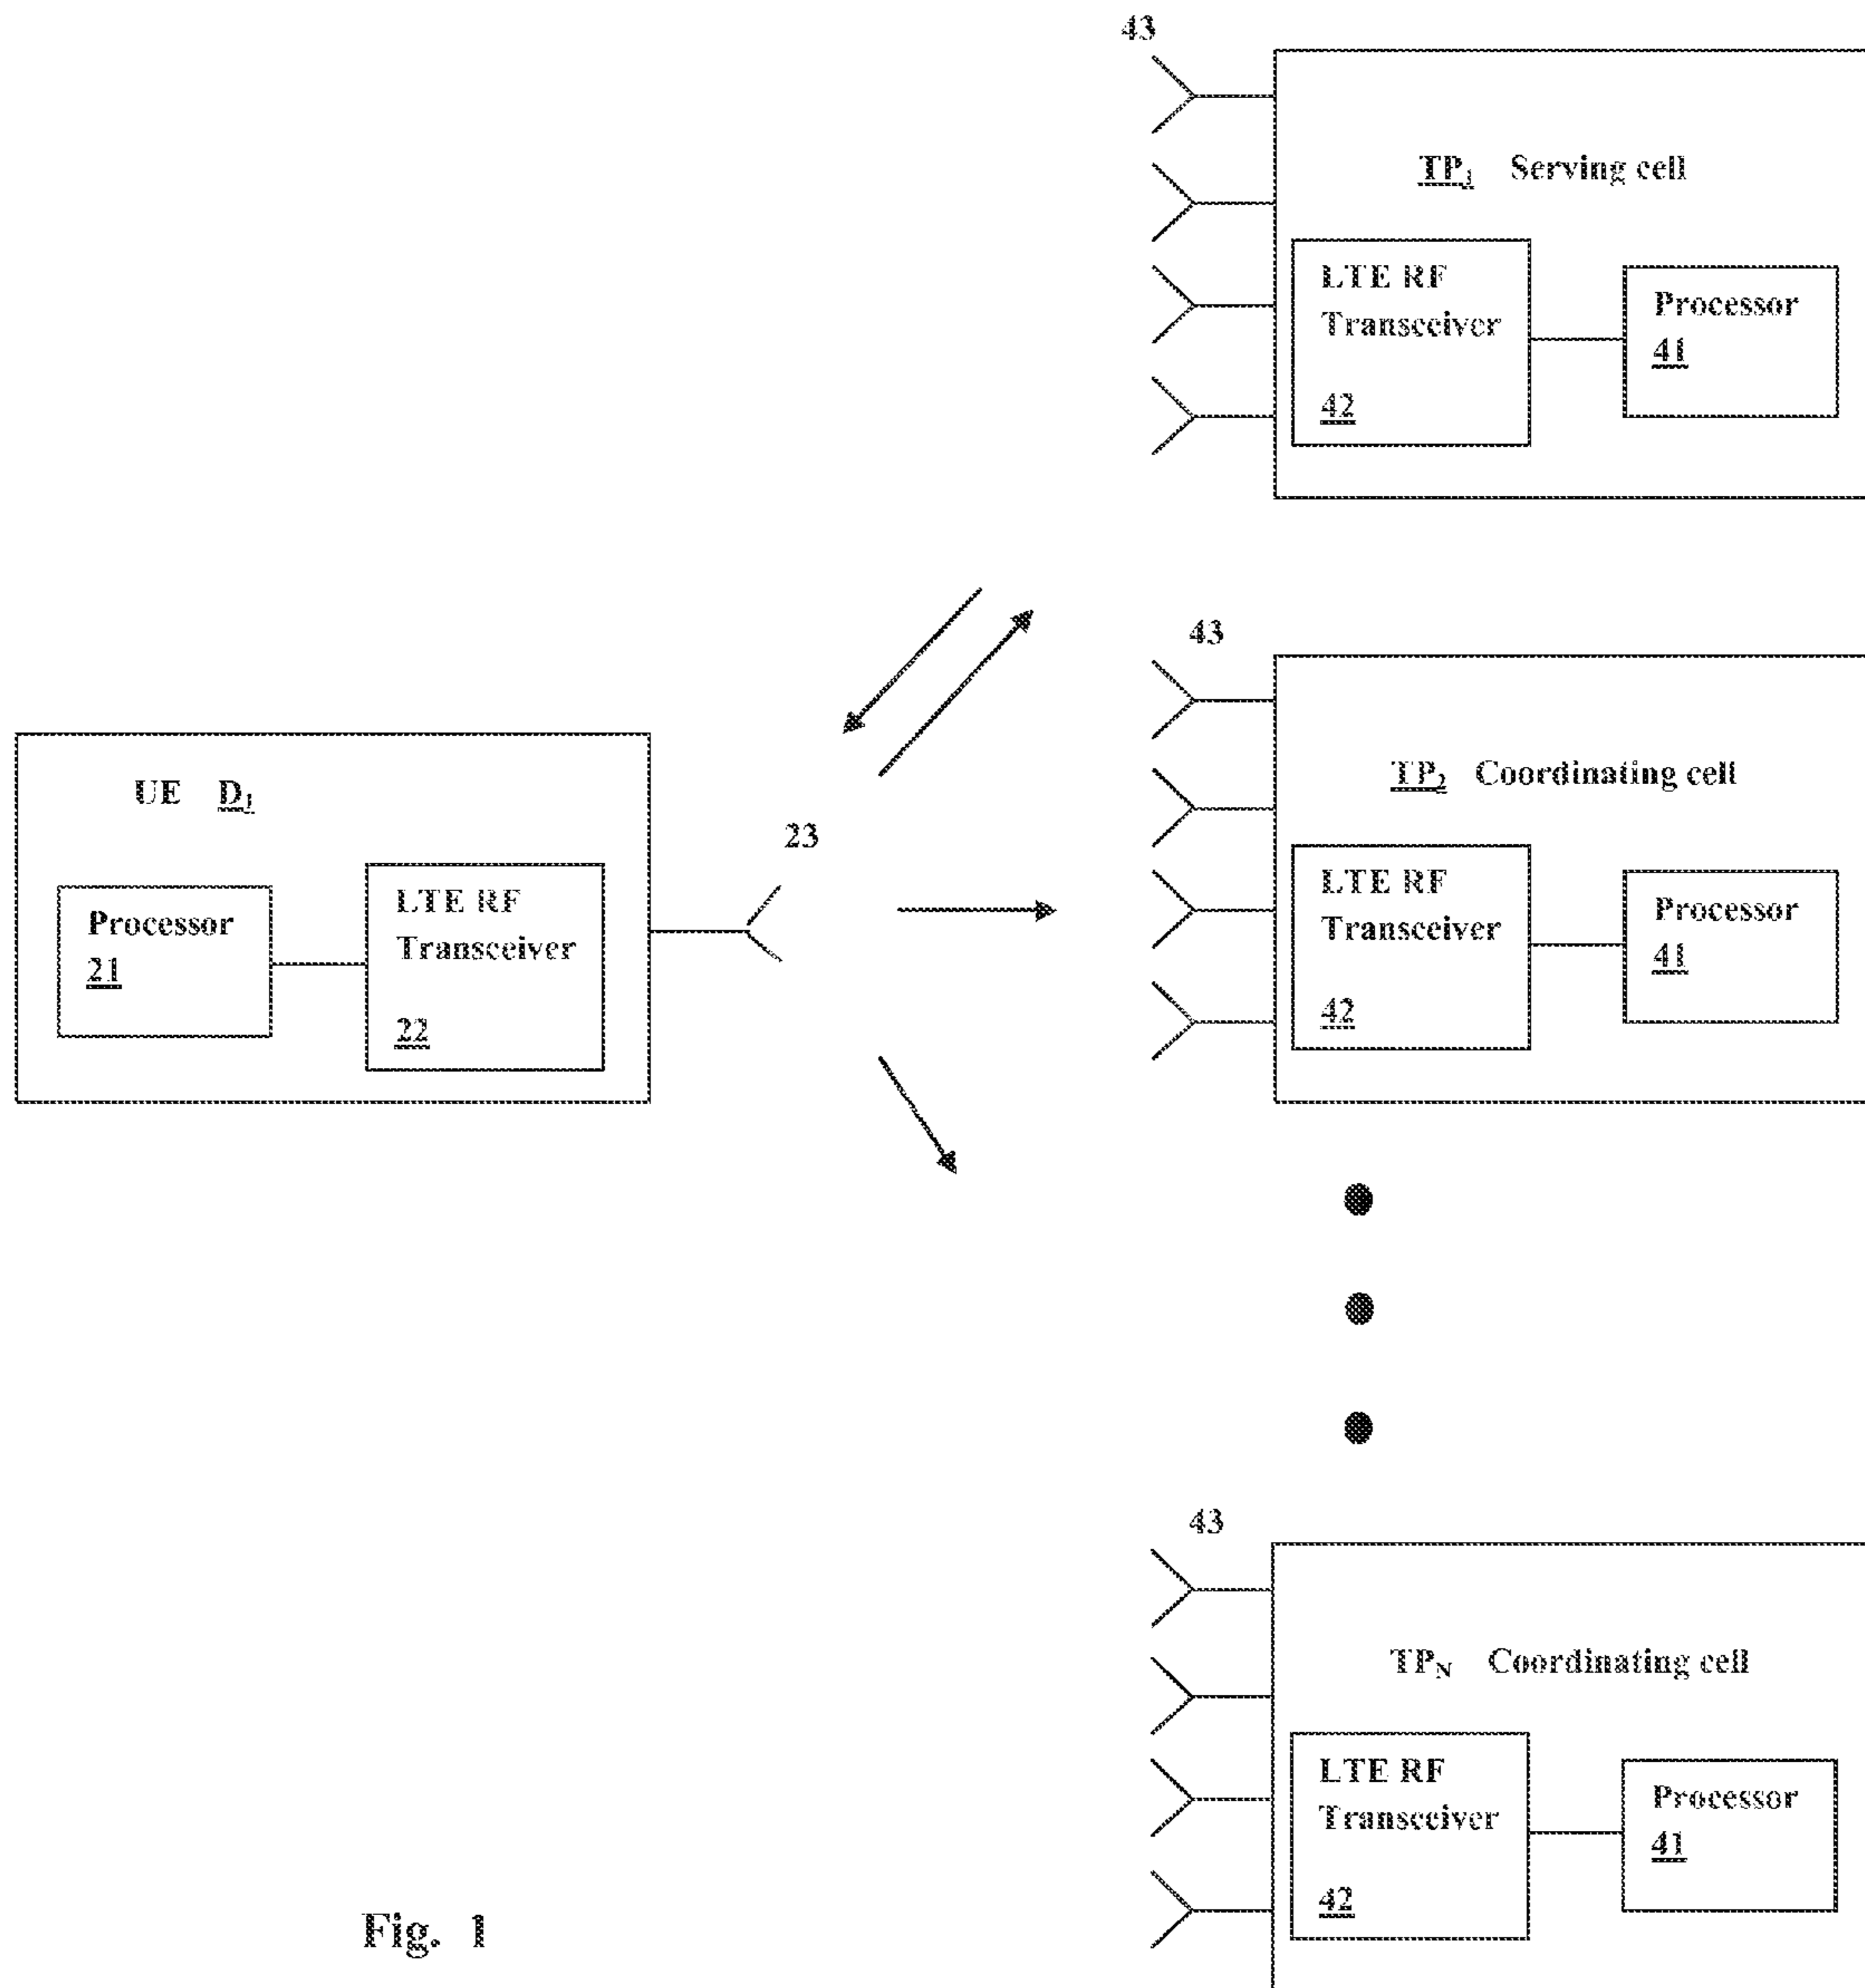 43
TP1 Serving cell
LTE RF
Transceiver
42
Processor
41
43
TP2 Coordinating cell
LTE RF
Transceiver
42
Processor
41
UE D1
Processor
21
LTE RF
Transceiver
22
23
43
TPN Coordinating cell
LTE RF
Transceiver
42
Processor
41
Fig. 1